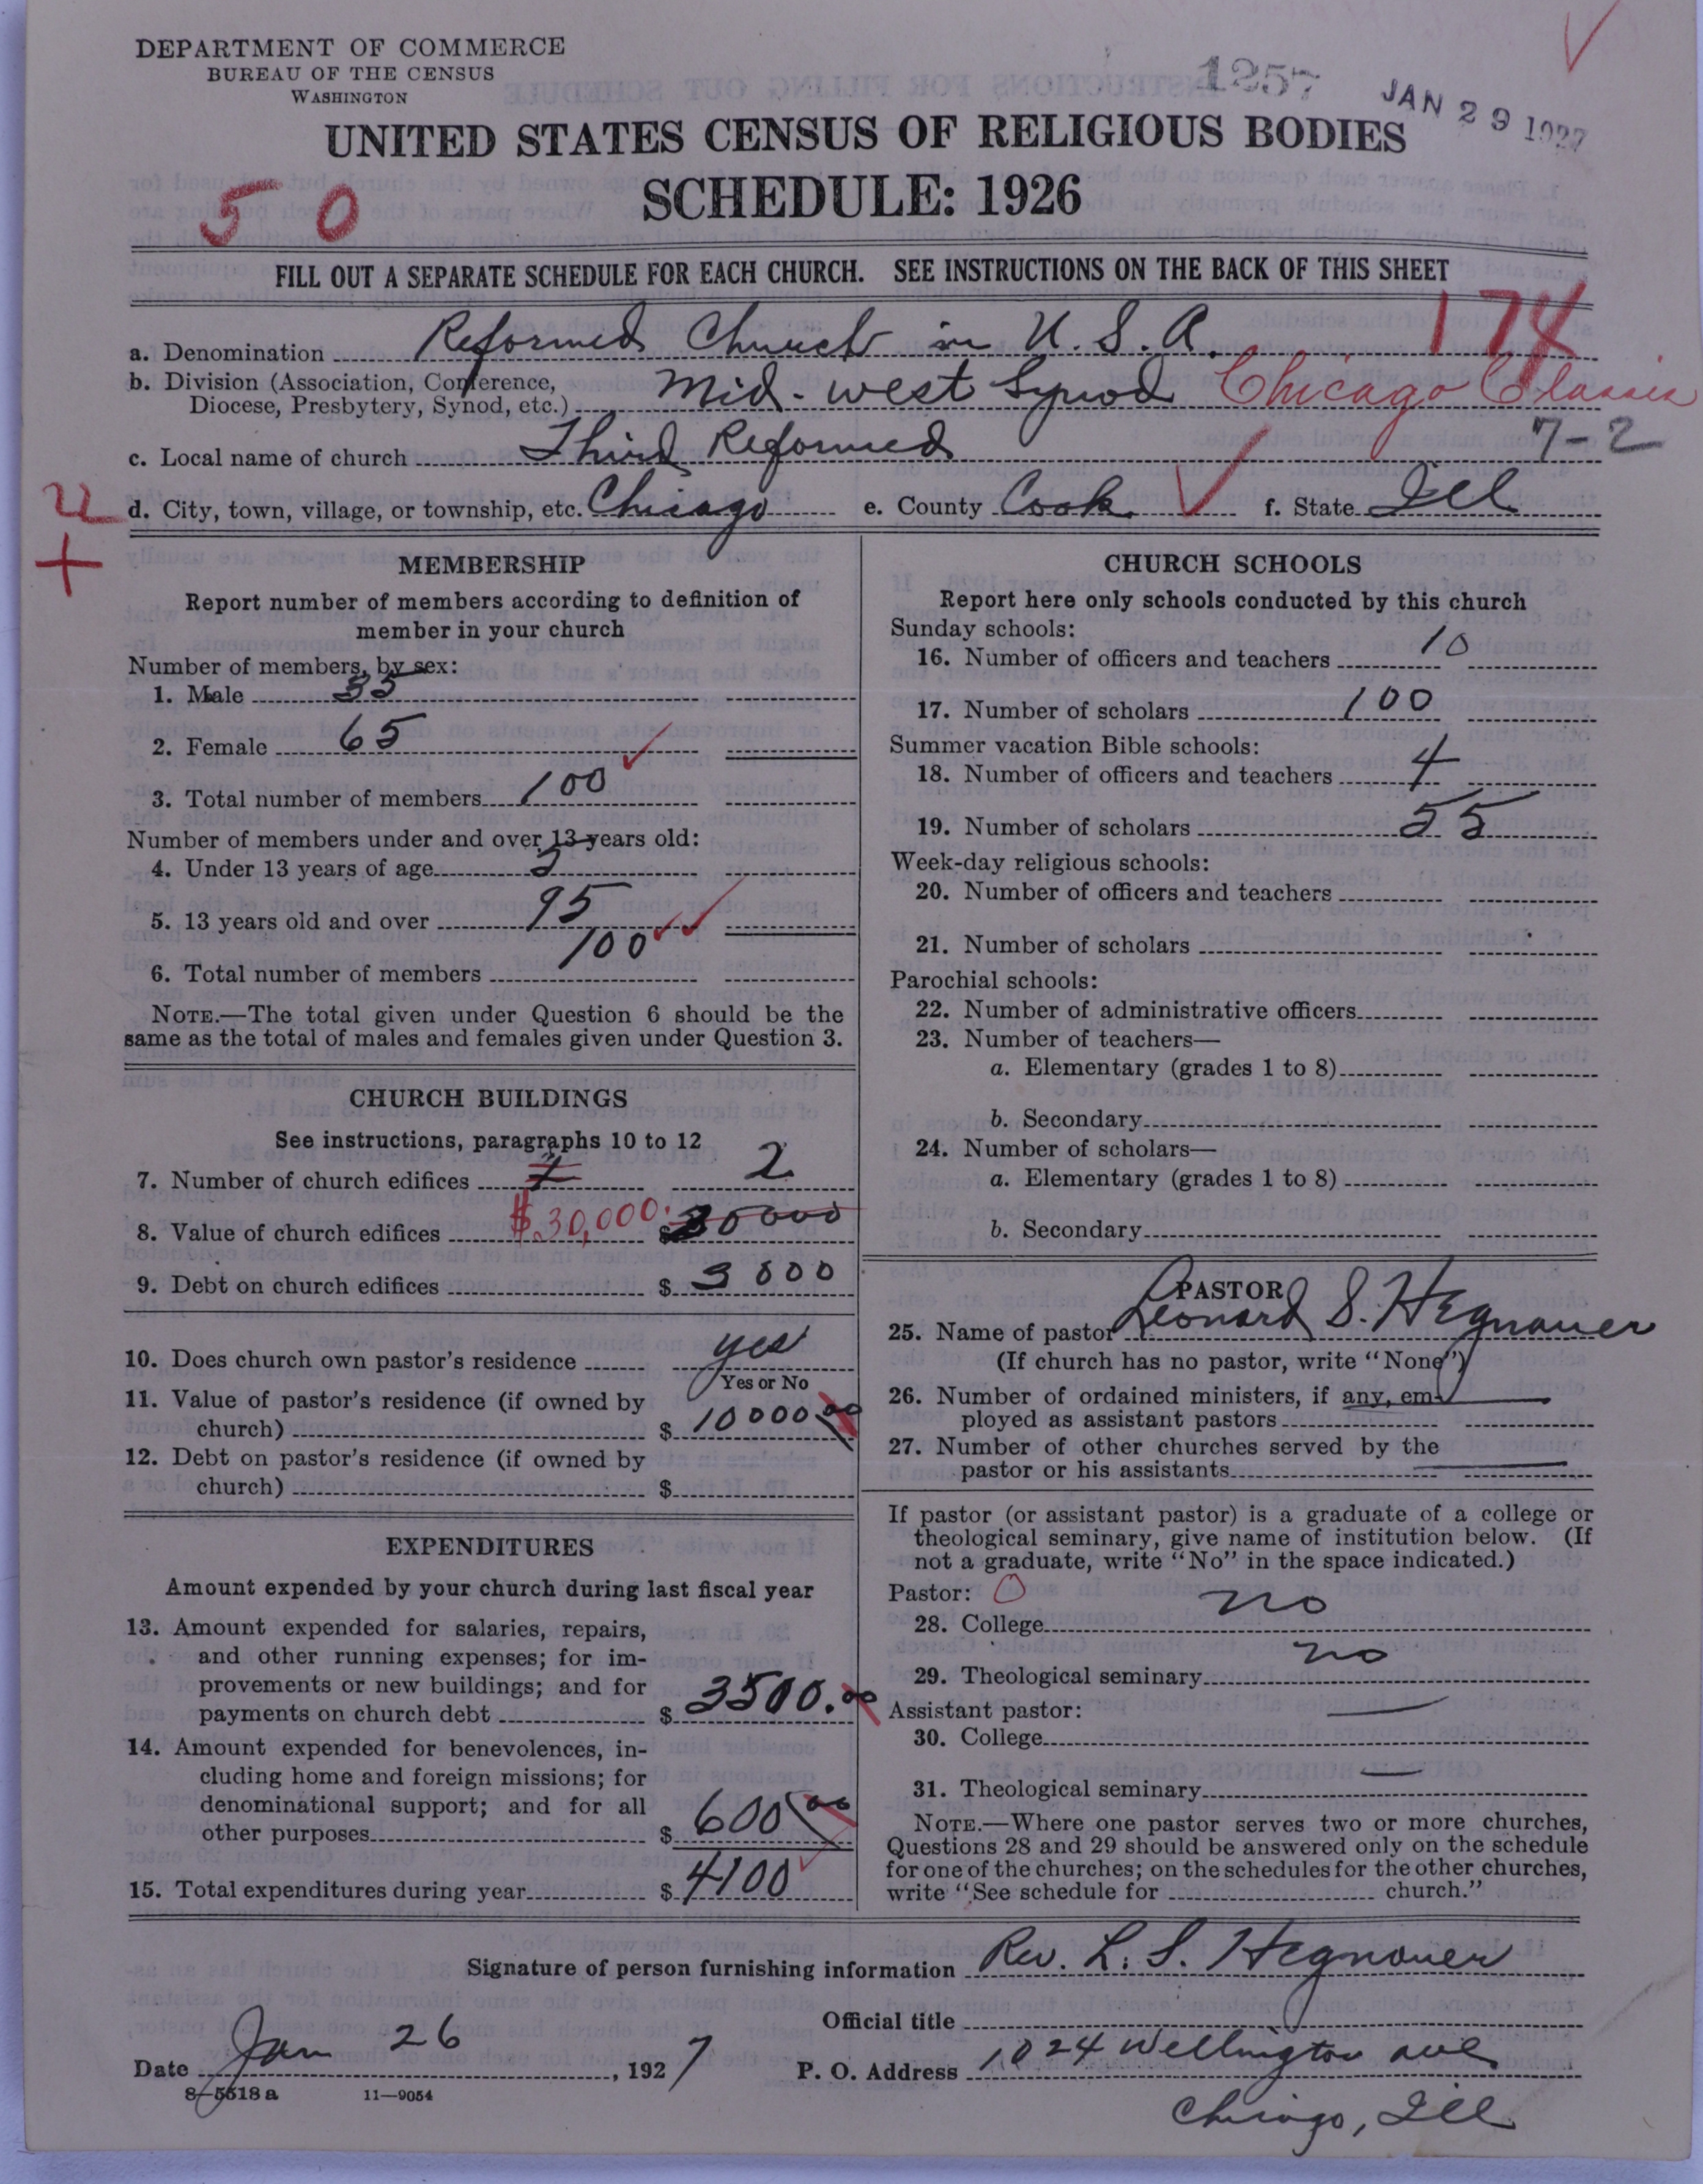 DEPARTMENT OF COMMERCE
BUREAU OF THE CENSUS
WASHINGTON
1257 JAN 29 1927
UNITED STATES CENSUS OF RELIGIOUS BODIES
SCHEDULE: 1926
50
FILL OUT A SEPARATE SCHEDULE FOR EACH CHURCH. SEE INSTRUCTIONS ON THE BACK OF THIS SHEET
174
a. Denomination Reformed Church in U. S. A.
b. Division (Association, Conference,
Diocese, Presbytery, Synod, etc.) Mid-west Synod Chicago Classis
7-2
c. Local name of church Third Reformed
d. City, town, village, or township, etc. Chicago e. County Cook f. State Ill
MEMBERSHIP
Report number of members according to definition of
member in your church
Number of members, by sex:
1. Male 35
2. Female 65
3. Total number of members 100
Number of members under and over 13 years old:
4. Under 13 years of age 5
5. 13 years old and over 95
6. Total number of members 100
NOTE.—The total given under Question 6 should be the
same as the total of males and females given under Question 3.
CHURCH BUILDINGS
See instructions, paragraphs 10 to 12
7. Number of church edifices 2
8. Value of church edifices $30,000. $30000
9. Debt on church edifices $ 3000
10. Does church own pastor's residence yes
Yes or No
11. Value of pastor's residence (if owned by
church) $ 10000 00
12. Debt on pastor's residence (if owned by
church) $
EXPENDITURES
Amount expended by your church during last fiscal year
13. Amount expended for salaries, repairs,
and other running expenses; for im-
provements or new buildings; and for
payments on church debt $ 3500.00
14. Amount expended for benevolences, in-
cluding home and foreign missions; for
denominational support; and for all
other purposes $ 600 00
15. Total expenditures during year $ 4100
CHURCH SCHOOLS
Report here only schools conducted by this church
Sunday schools:
16. Number of officers and teachers 10
17. Number of scholars 100
Summer vacation Bible schools:
18. Number of officers and teachers 4
19. Number of scholars 55
Week-day religious schools:
20. Number of officers and teachers
21. Number of scholars
Parochial schools:
22. Number of administrative officers
23. Number of teachers—
a. Elementary (grades 1 to 8)
b. Secondary
24. Number of scholars—
a. Elementary (grades 1 to 8)
b. Secondary
PASTOR
25. Name of pastor Leonard S. Hegnauer
(If church has no pastor, write "None")
26. Number of ordained ministers, if any, em-
ployed as assistant pastors
27. Number of other churches served by the
pastor or his assistants
If pastor (or assistant pastor) is a graduate of a college or
theological seminary, give name of institution below. (If
not a graduate, write "No" in the space indicated.)
Pastor: 0
28. College no
29. Theological seminary no
Assistant pastor: —
30. College
31. Theological seminary —
NOTE.—Where one pastor serves two or more churches,
Questions 28 and 29 should be answered only on the schedule
for one of the churches; on the schedules for the other churches,
write "See schedule for church."
Signature of person furnishing information Rev. L. S. Hegnauer
Official title
Date Jan 26, 1927 P. O. Address 1024 Wellington ave
Chicago, Ill
8-5518 a 11—9054